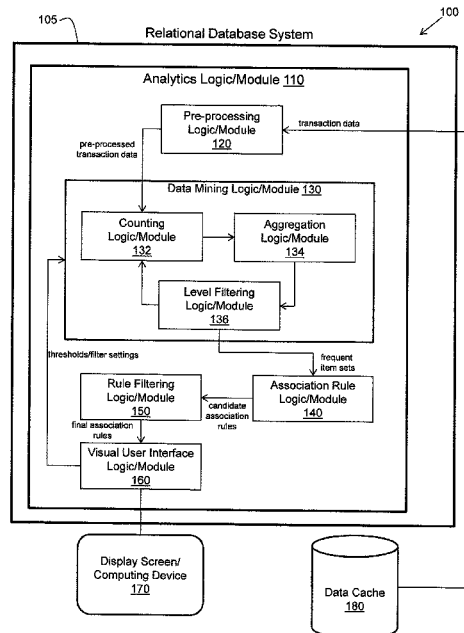 100
105
Relational Database System
Analytics Logic/Module 110
Pre-processing
Logic/Module
120
transaction data
pre-processed
transaction data
Data Mining Logic/Module 130
Counting
Logic/Module
132
Aggregation
Logic/Module
134
Level Filtering
Logic/Module
136
thresholds/filter settings
frequent
item sets
Rule Filtering
Logic/Module
150
candidate
association
rules
Association Rule
Logic/Module
140
final association
rules
Visual User Interface
Logic/Module
160
Display Screen/
Computing Device
170
Data Cache
180